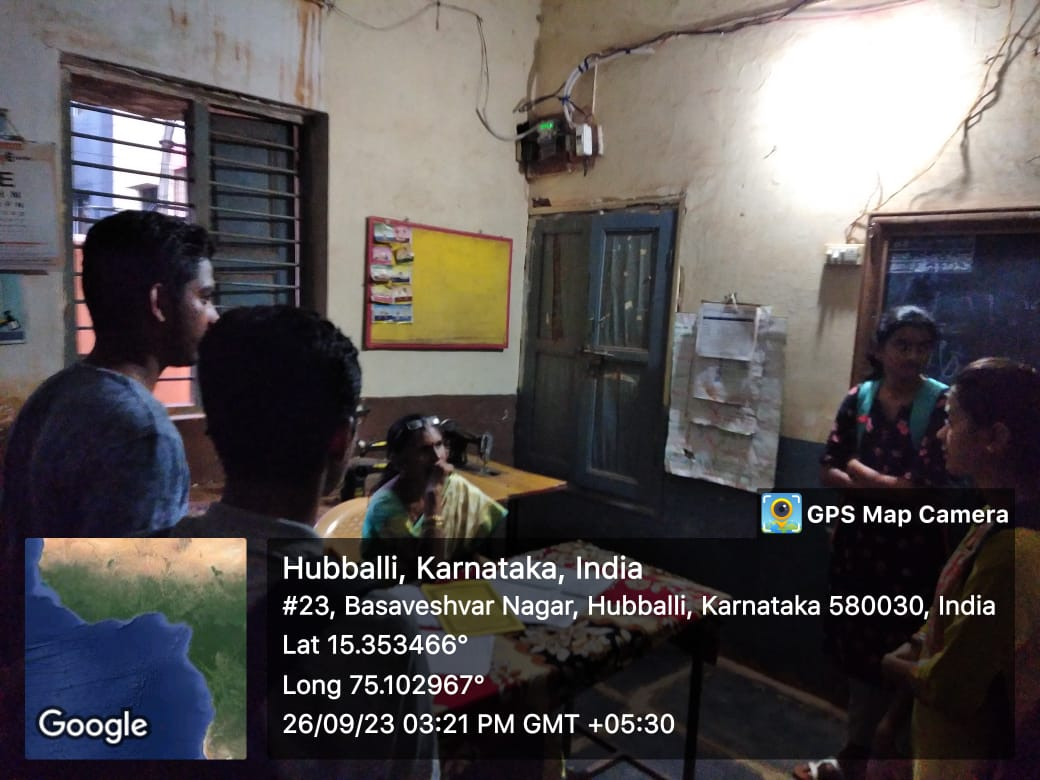 GPS Map Camera
Hubballi, Karnataka, India
#23, Basaveshvar Nagar, Hubballi, Karnataka 580030, India
Lat 15.353466°
Long 75.102967°
26/09/23 03:21 PM GMT +05:30
Google